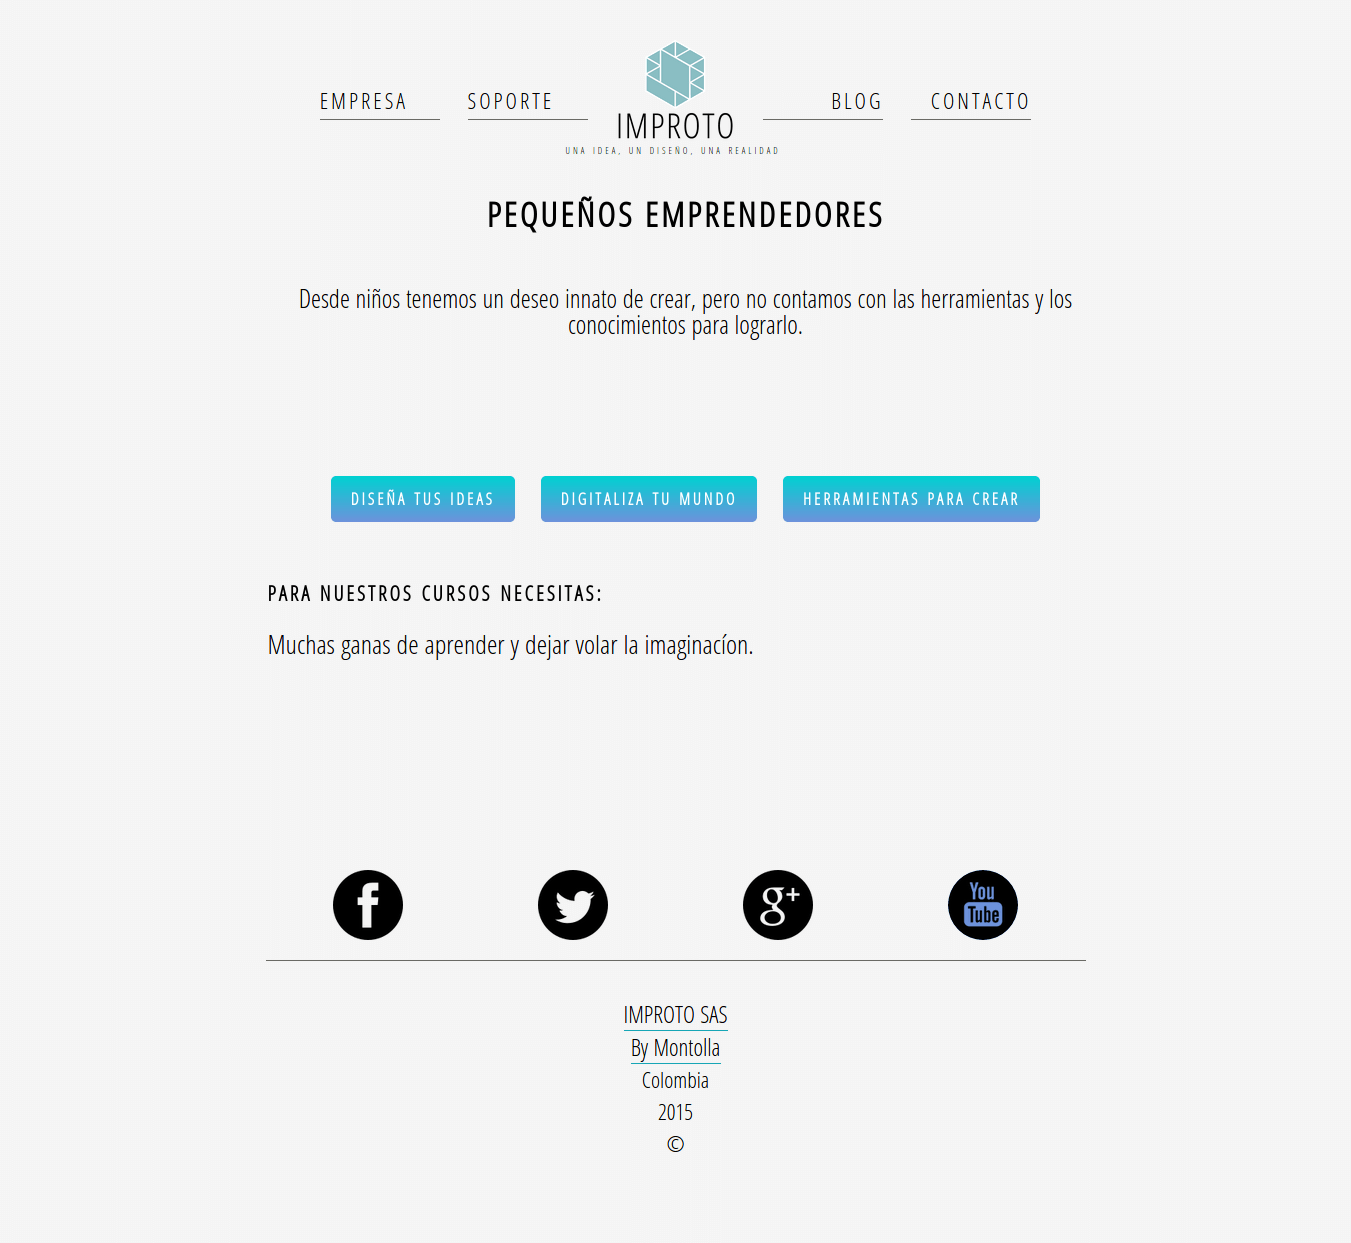 EMPRESA
SOPORTE
IMPROTO
UNA IDEA, UN DISEÑO, UNA REALIDAD
BLOG
CONTACTO
PEQUEÑOS EMPRENDEDORES
Desde niños tenemos un deseo innato de crear, pero no contamos con las herramientas y los
conocimientos para lograrlo.
DISEÑA TUS IDEAS
DIGITALIZA TU MUNDO
HERRAMIENTAS PARA CREAR
PARA NUESTROS CURSOS NECESITAS:
Muchas ganas de aprender y dejar volar la imaginacíon.
f
g+
You
Tube
IMPROTO SAS
By Montolla
Colombia
2015
©